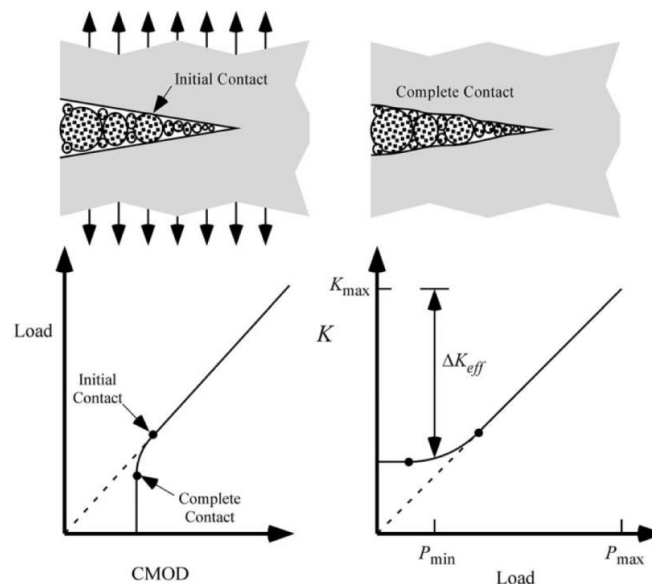 Initial Contact
Complete Contact
Load
Initial
Contact
Complete
Contact
CMOD
K_max
K
ΔK_eff
P_min
P_max
Load